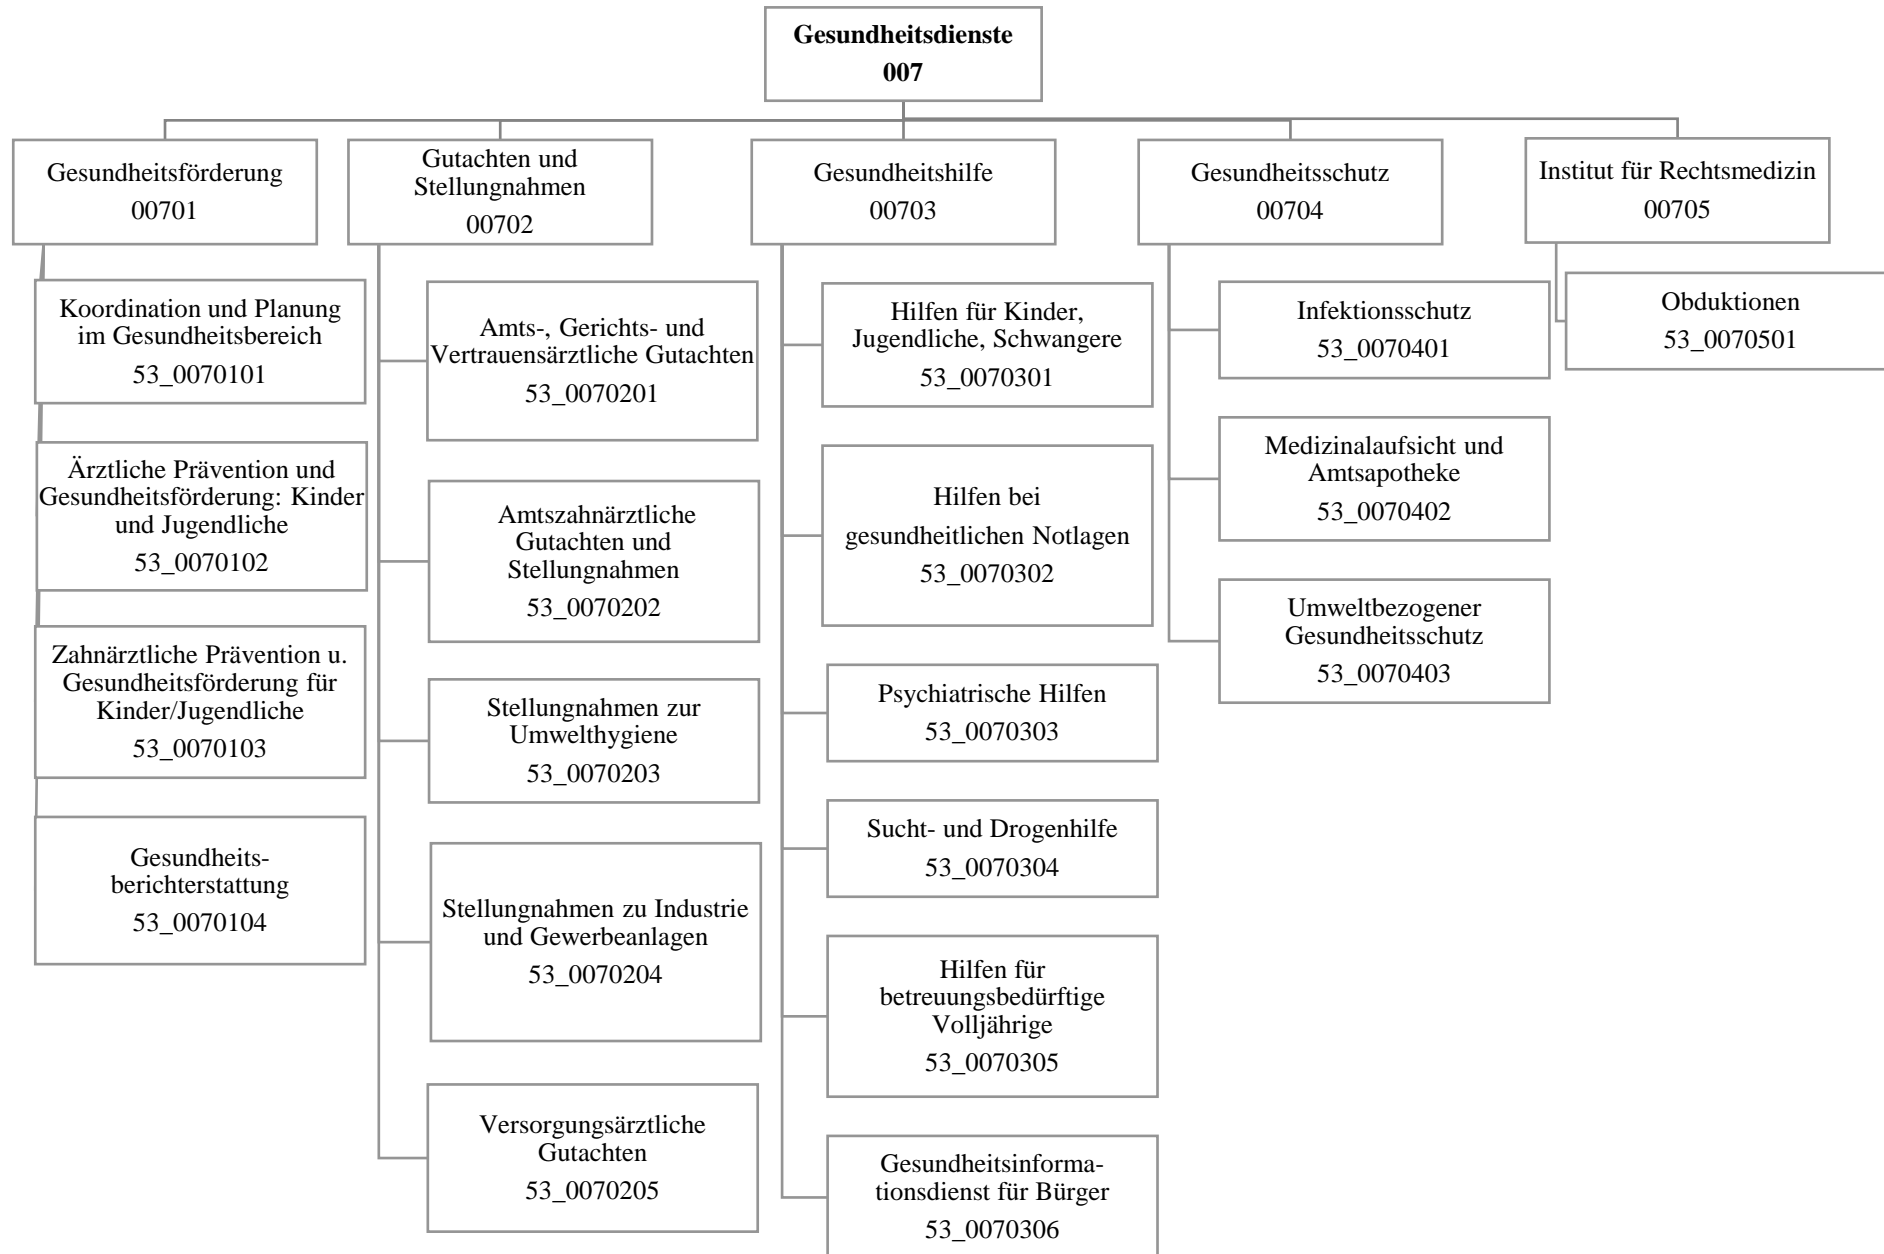 Gesundheitsdienste
007
Gesundheitsförderung
00701
Koordination und Planung
im Gesundheitsbereich
53_0070101
Ärztliche Prävention und
Gesundheitsförderung: Kinder
und Jugendliche
53_0070102
Zahnärztliche Prävention u.
Gesundheitsförderung für
Kinder/Jugendliche
53_0070103
Gesundheits-
berichterstattung
53_0070104
Gutachten und
Stellungnahmen
00702
Amts-, Gerichts- und
Vertrauensärztliche Gutachten
53_0070201
Amtszahnärztliche
Gutachten und
Stellungnahmen
53_0070202
Stellungnahmen zur
Umwelthygiene
53_0070203
Stellungnahmen zu Industrie
und Gewerbeanlagen
53_0070204
Versorgungsärztliche
Gutachten
53_0070205
Gesundheitshilfe
00703
Hilfen für Kinder,
Jugendliche, Schwangere
53_0070301
Hilfen bei
gesundheitlichen Notlagen
53_0070302
Psychiatrische Hilfen
53_0070303
Sucht- und Drogenhilfe
53_0070304
Hilfen für
betreuungsbedürftige
Volljährige
53_0070305
Gesundheitsinforma-
tionsdienst für Bürger
53_0070306
Gesundheitsschutz
00704
Infektionsschutz
53_0070401
Medizinalaufsicht und
Amtsapotheke
53_0070402
Umweltbezogener
Gesundheitsschutz
53_0070403
Institut für Rechtsmedizin
00705
Obduktionen
53_0070501